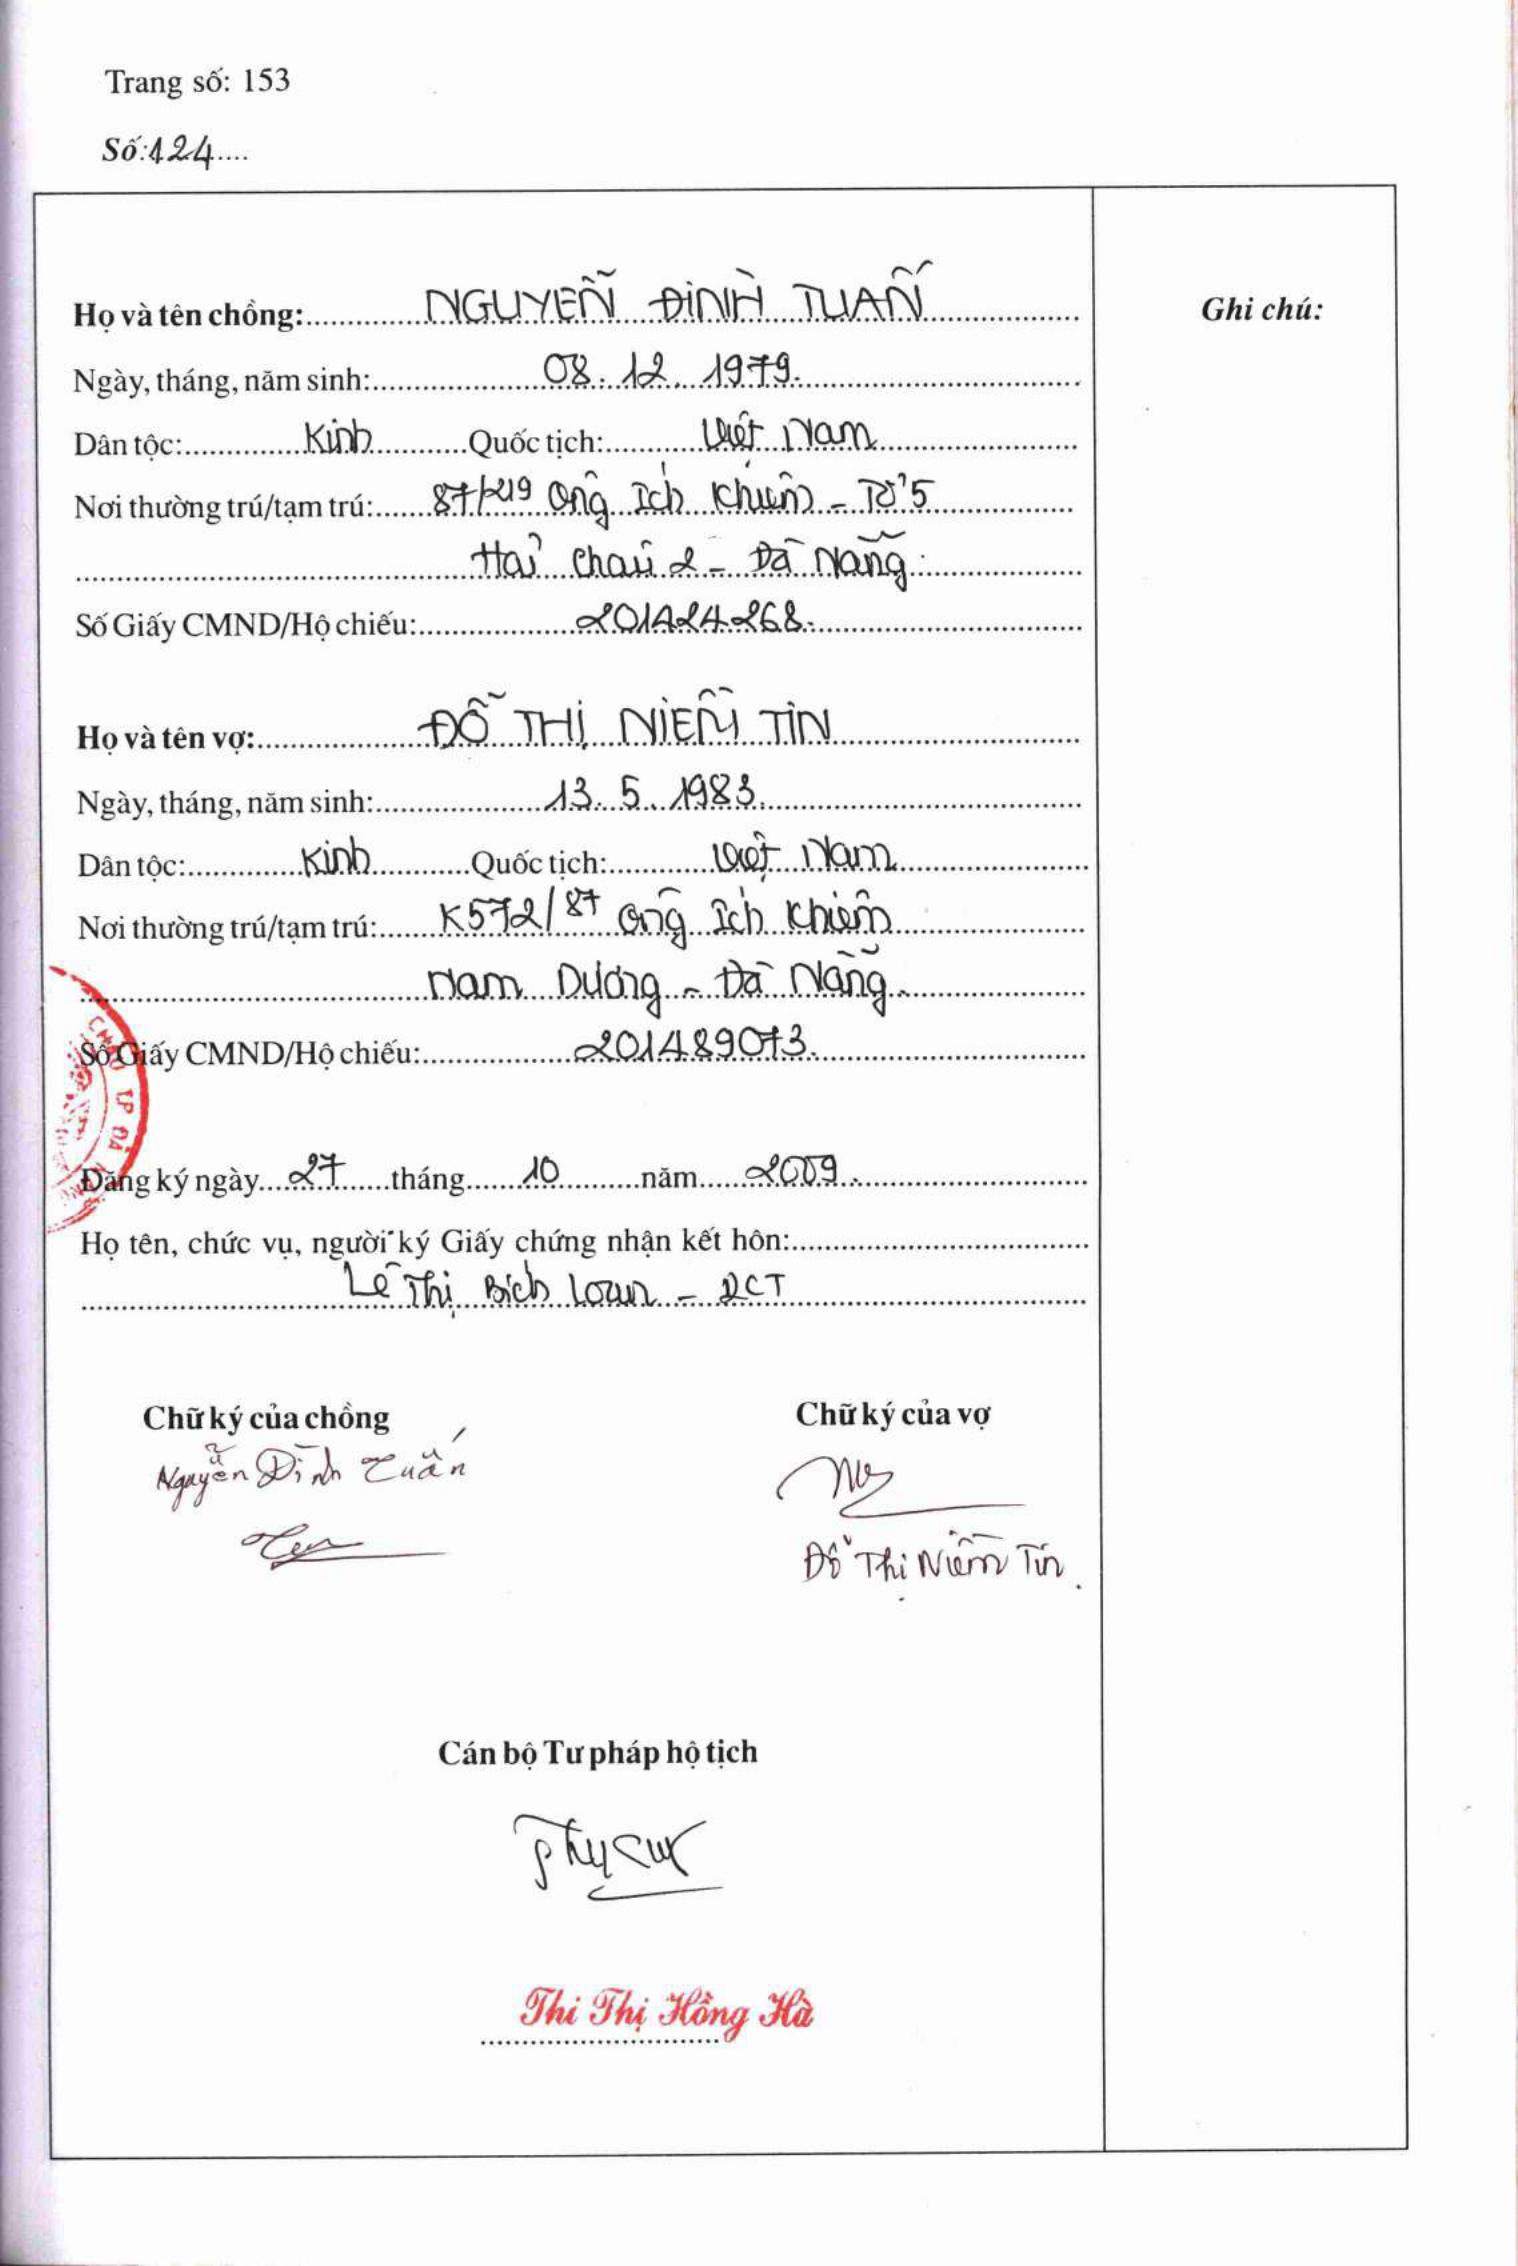 Trang số: 153
Số: 124
Họ và tên chồng: NGUYỄN ĐÌNH TUẤN
Ghi chú:
Ngày, tháng, năm sinh: 08.12.1979.
Dân tộc: Kinh Quốc tịch: Việt Nam
Nơi thường trú/tạm trú: 87/219 Ông Ích Khiêm - Tổ 5
Hải Châu 2 - Đà Nẵng
Số Giấy CMND/Hộ chiếu: 201424268.
Họ và tên vợ: ĐỖ THỊ NIỀM TIN
Ngày, tháng, năm sinh: 13.5.1983.
Dân tộc: Kinh Quốc tịch: Việt Nam
Nơi thường trú/tạm trú: K572/87 Ông Ích Khiêm
Nam Dương - Đà Nẵng.
Số Giấy CMND/Hộ chiếu: 201489073.
Đăng ký ngày 27 tháng 10 năm 2009.
Họ tên, chức vụ, người ký Giấy chứng nhận kết hôn:
Lê Thị Bích Loan - PCT
Chữ ký của chồng
Chữ ký của vợ
Nguyễn Đình Tuấn
Đỗ Thị Niềm Tin.
Cán bộ Tư pháp hộ tịch
Thi Thị Hồng Hà